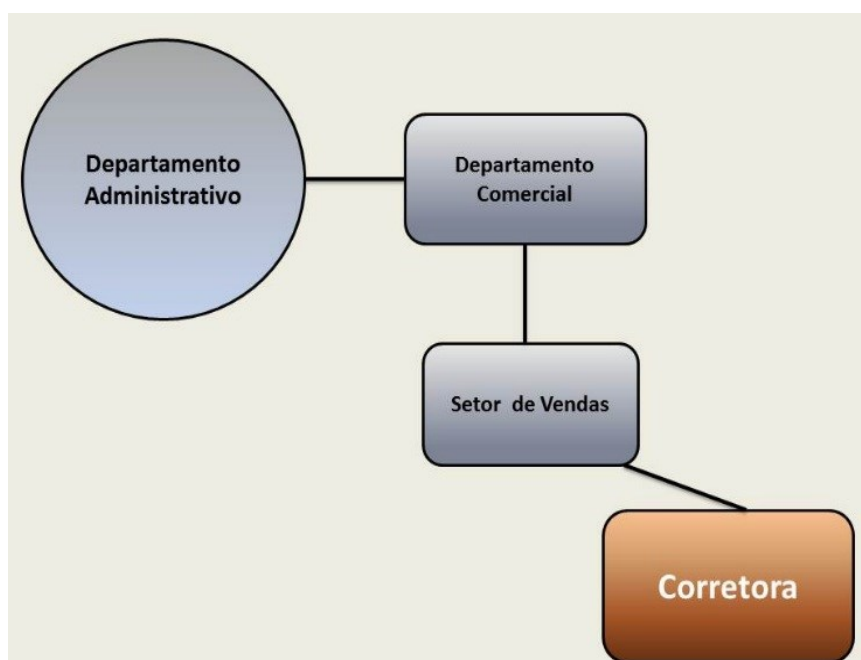 Departamento
Administrativo
Departamento
Comercial
Setor de Vendas
Corretora